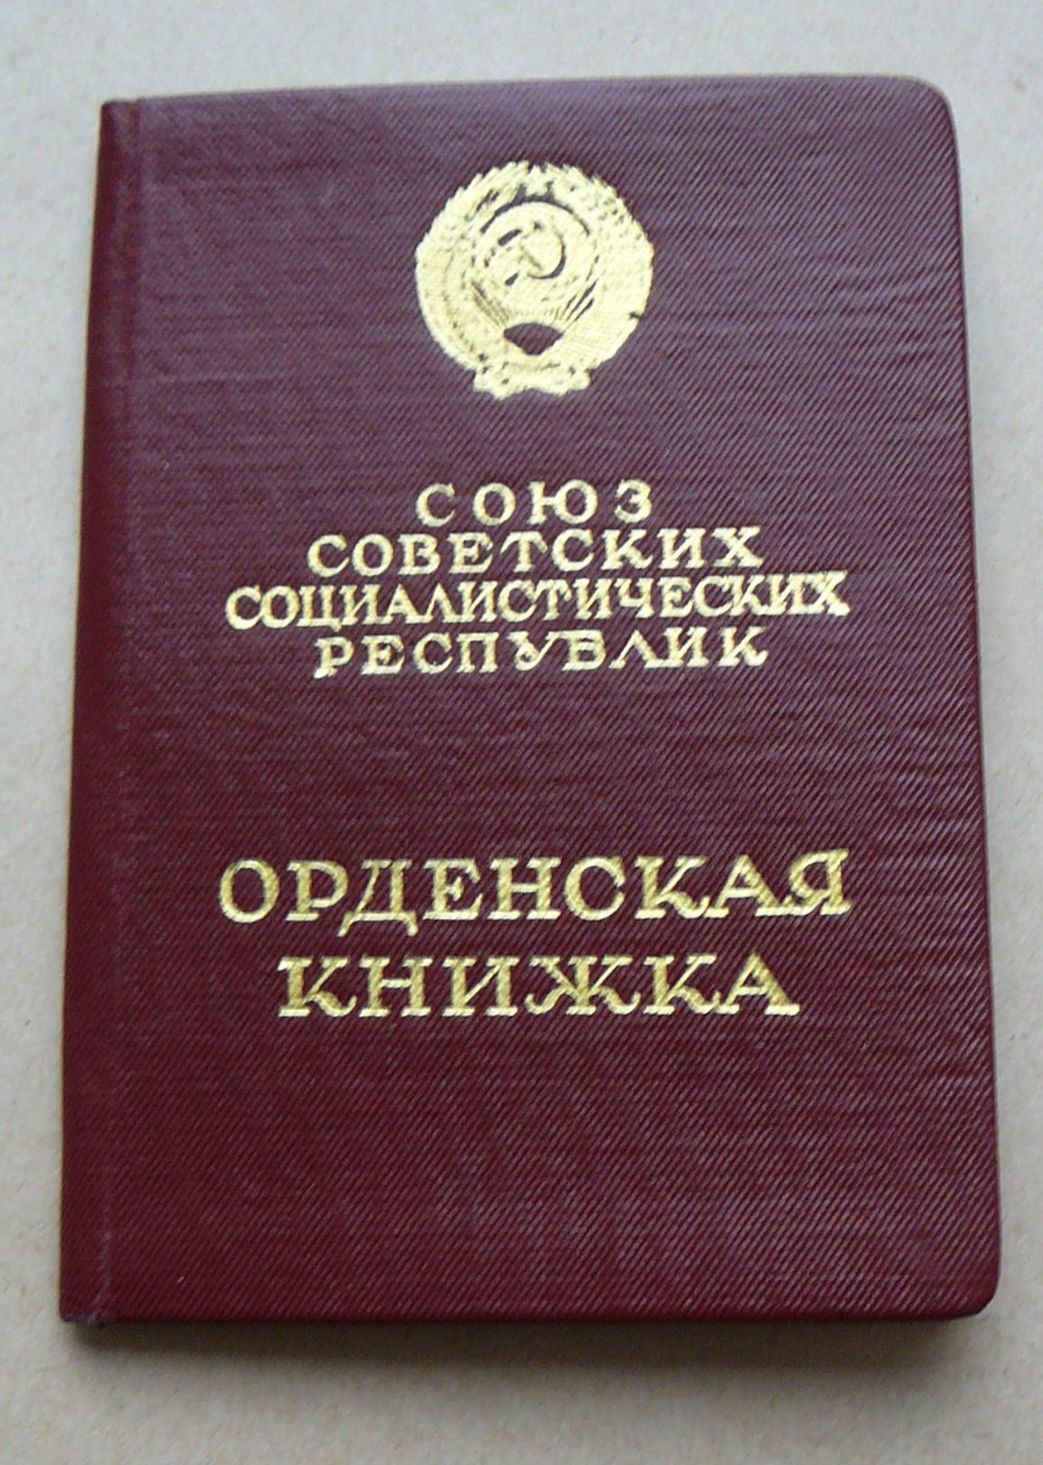 СОЮЗ
СОВЕТСКИХ
СОЦИАЛИСТИЧЕСКИХ
РЕСПУБЛИК
ОРДЕНСКАЯ
КНИЖКА